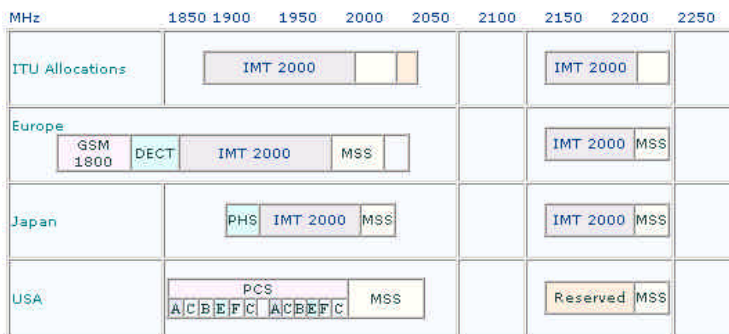 MHz 1850 1900 1950 2000 2050 2100 2150 2200 2250
ITU Allocations IMT 2000 IMT 2000
Europe
GSM 1800 DECT IMT 2000 MSS IMT 2000 MSS
Japan PHS IMT 2000 MSS IMT 2000 MSS
PCS
USA MSS Reserved MSS
A C B E F C A C B E F C